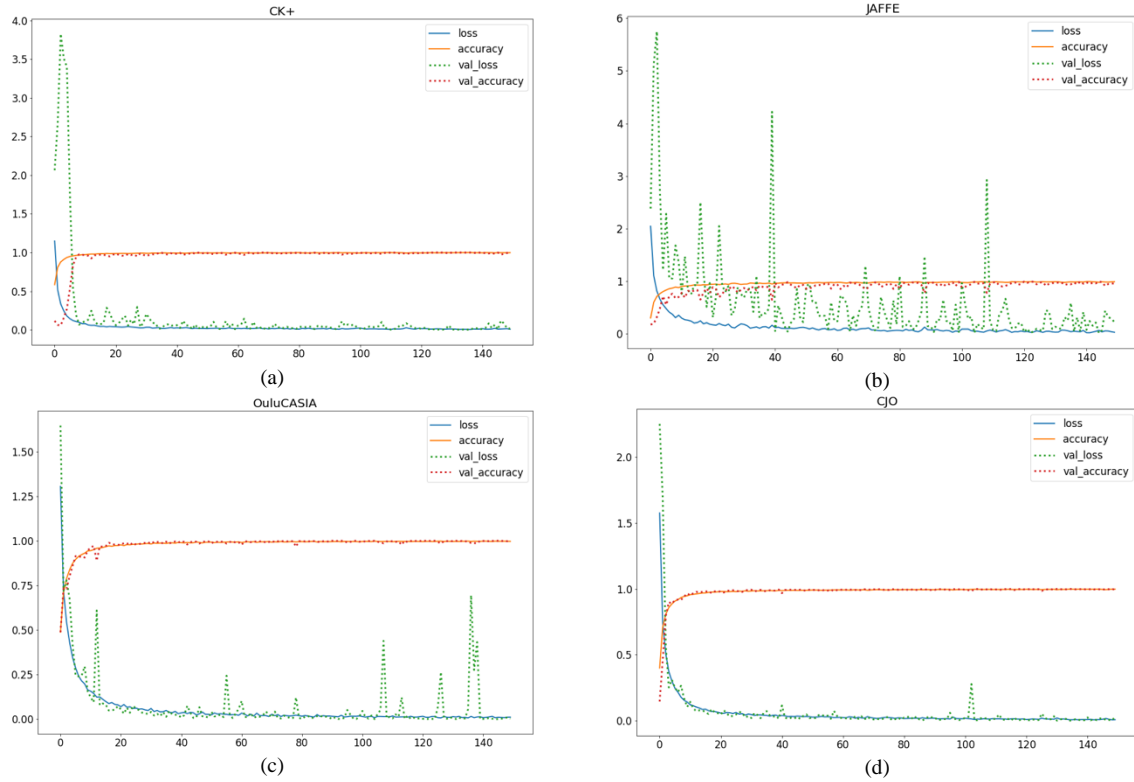 CK+
4.0
3.5
3.0
2.5
2.0
1.5
1.0
0.5
0.0
0 20 40 60 80 100 120 140
loss
accuracy
val_loss
val_accuracy
(a)
JAFFE
6
5
4
3
2
1
0
0 20 40 60 80 100 120 140
loss
accuracy
val_loss
val_accuracy
(b)
OuluCASIA
1.50
1.25
1.00
0.75
0.50
0.25
0.00
0 20 40 60 80 100 120 140
loss
accuracy
val_loss
val_accuracy
(c)
CJO
2.0
1.5
1.0
0.5
0.0
0 20 40 60 80 100 120 140
loss
accuracy
val_loss
val_accuracy
(d)